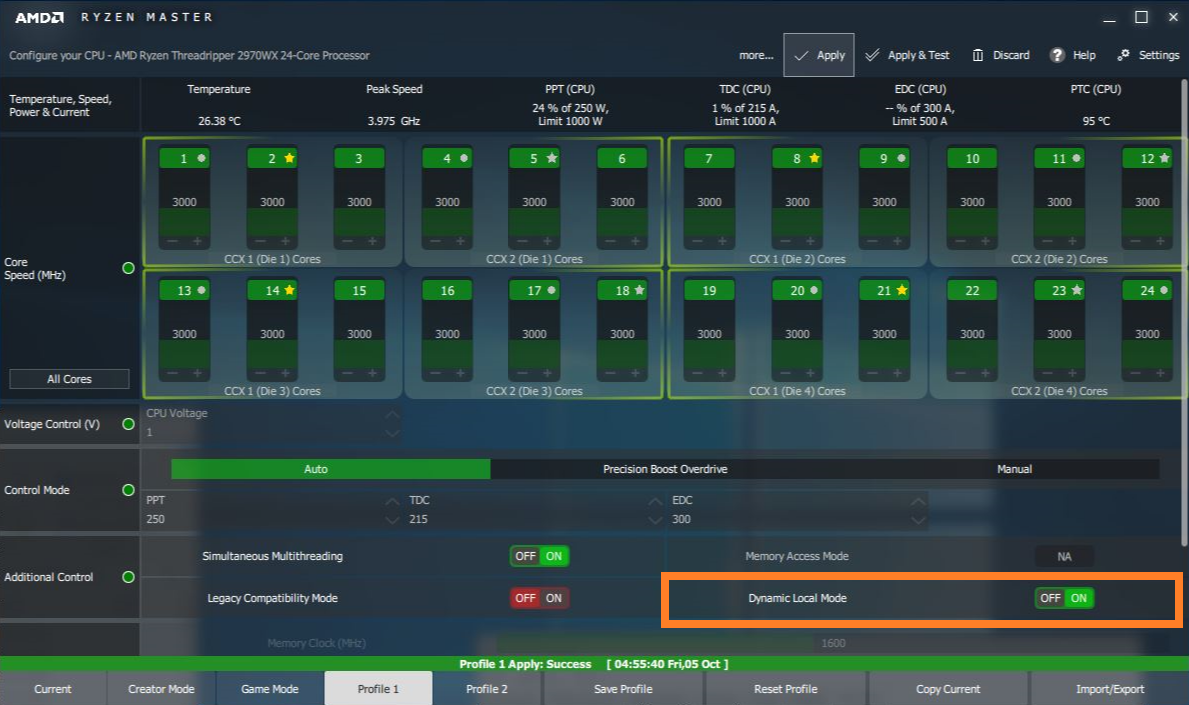 AMD RYZEN MASTER
Configure your CPU - AMD Ryzen Threadripper 2970WX 24-Core Processor
more...
Apply
Apply & Test
Discard
Help
Settings
Temperature, Speed,
Power & Current
Temperature
26.38 ºC
Peak Speed
3.975 GHz
PPT (CPU)
24 % of 250 W,
Limit 1000 W
TDC (CPU)
1 % of 215 A,
Limit 1000 A
EDC (CPU)
-- % of 300 A,
Limit 500 A
PTC (CPU)
95 ºC
Core
Speed (MHz)
All Cores
1 2 3 4 5 6 7 8 9 10 11 12
3000 3000 3000 3000 3000 3000 3000 3000 3000 3000 3000 3000
− + − + − + − + − + − + − + − + − + − + − + − +
CCX 1 (Die 1) Cores
CCX 2 (Die 1) Cores
CCX 1 (Die 2) Cores
CCX 2 (Die 2) Cores
13 14 15 16 17 18 19 20 21 22 23 24
3000 3000 3000 3000 3000 3000 3000 3000 3000 3000 3000 3000
− + − + − + − + − + − + − + − + − + − + − + − +
CCX 1 (Die 3) Cores
CCX 2 (Die 3) Cores
CCX 1 (Die 4) Cores
CCX 2 (Die 4) Cores
Voltage Control (V)
CPU Voltage
1
Control Mode
Auto
Precision Boost Overdrive
Manual
PPT
250
TDC
215
EDC
300
Additional Control
Simultaneous Multithreading
OFF ON
Memory Access Mode
NA
Legacy Compatibility Mode
OFF ON
Dynamic Local Mode
OFF ON
Memory Clock (MHz)
1600
Profile 1 Apply: Success [ 04:55:40 Fri,05 Oct ]
Current
Creator Mode
Game Mode
Profile 1
Profile 2
Save Profile
Reset Profile
Copy Current
Import/Export